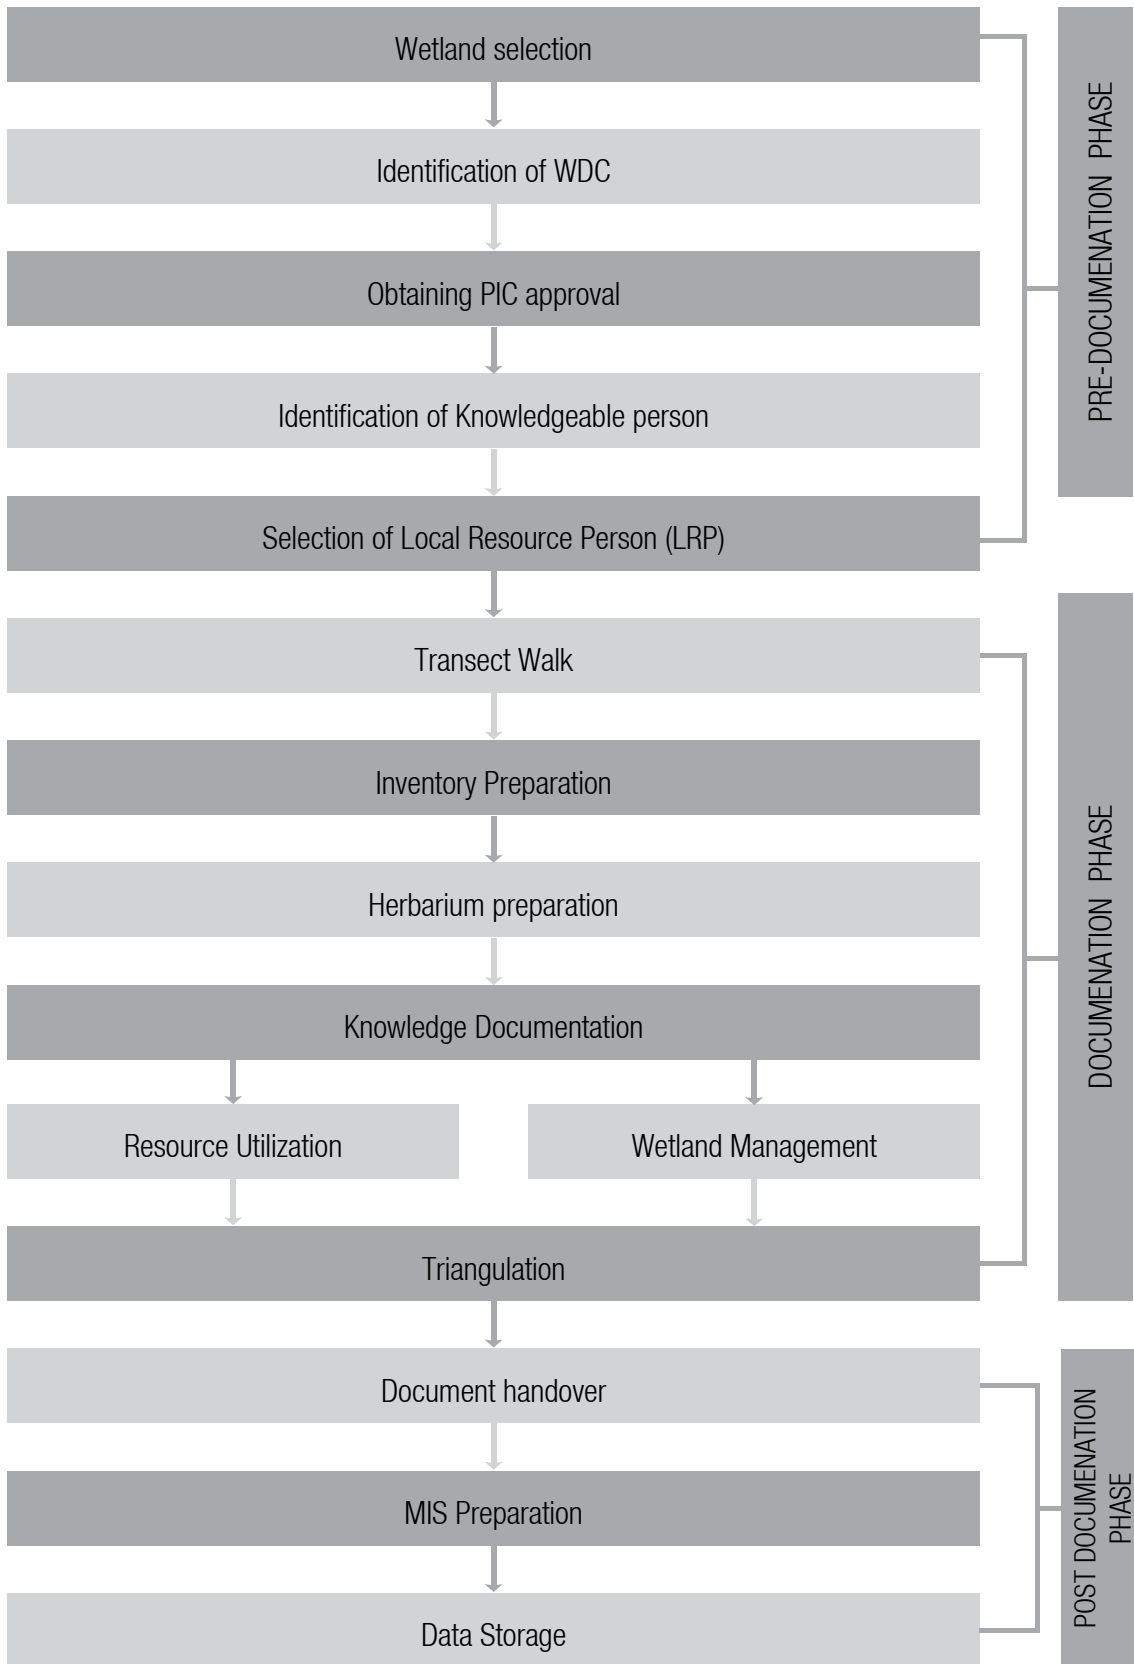 Wetland selection
Identification of WDC
Obtaining PIC approval
Identification of Knowledgeable person
Selection of Local Resource Person (LRP)
PRE-DOCUMENATION PHASE
Transect Walk
Inventory Preparation
Herbarium preparation
Knowledge Documentation
Resource Utilization
Wetland Management
Triangulation
DOCUMENATION PHASE
Document handover
MIS Preparation
Data Storage
POST DOCUMENATION
PHASE